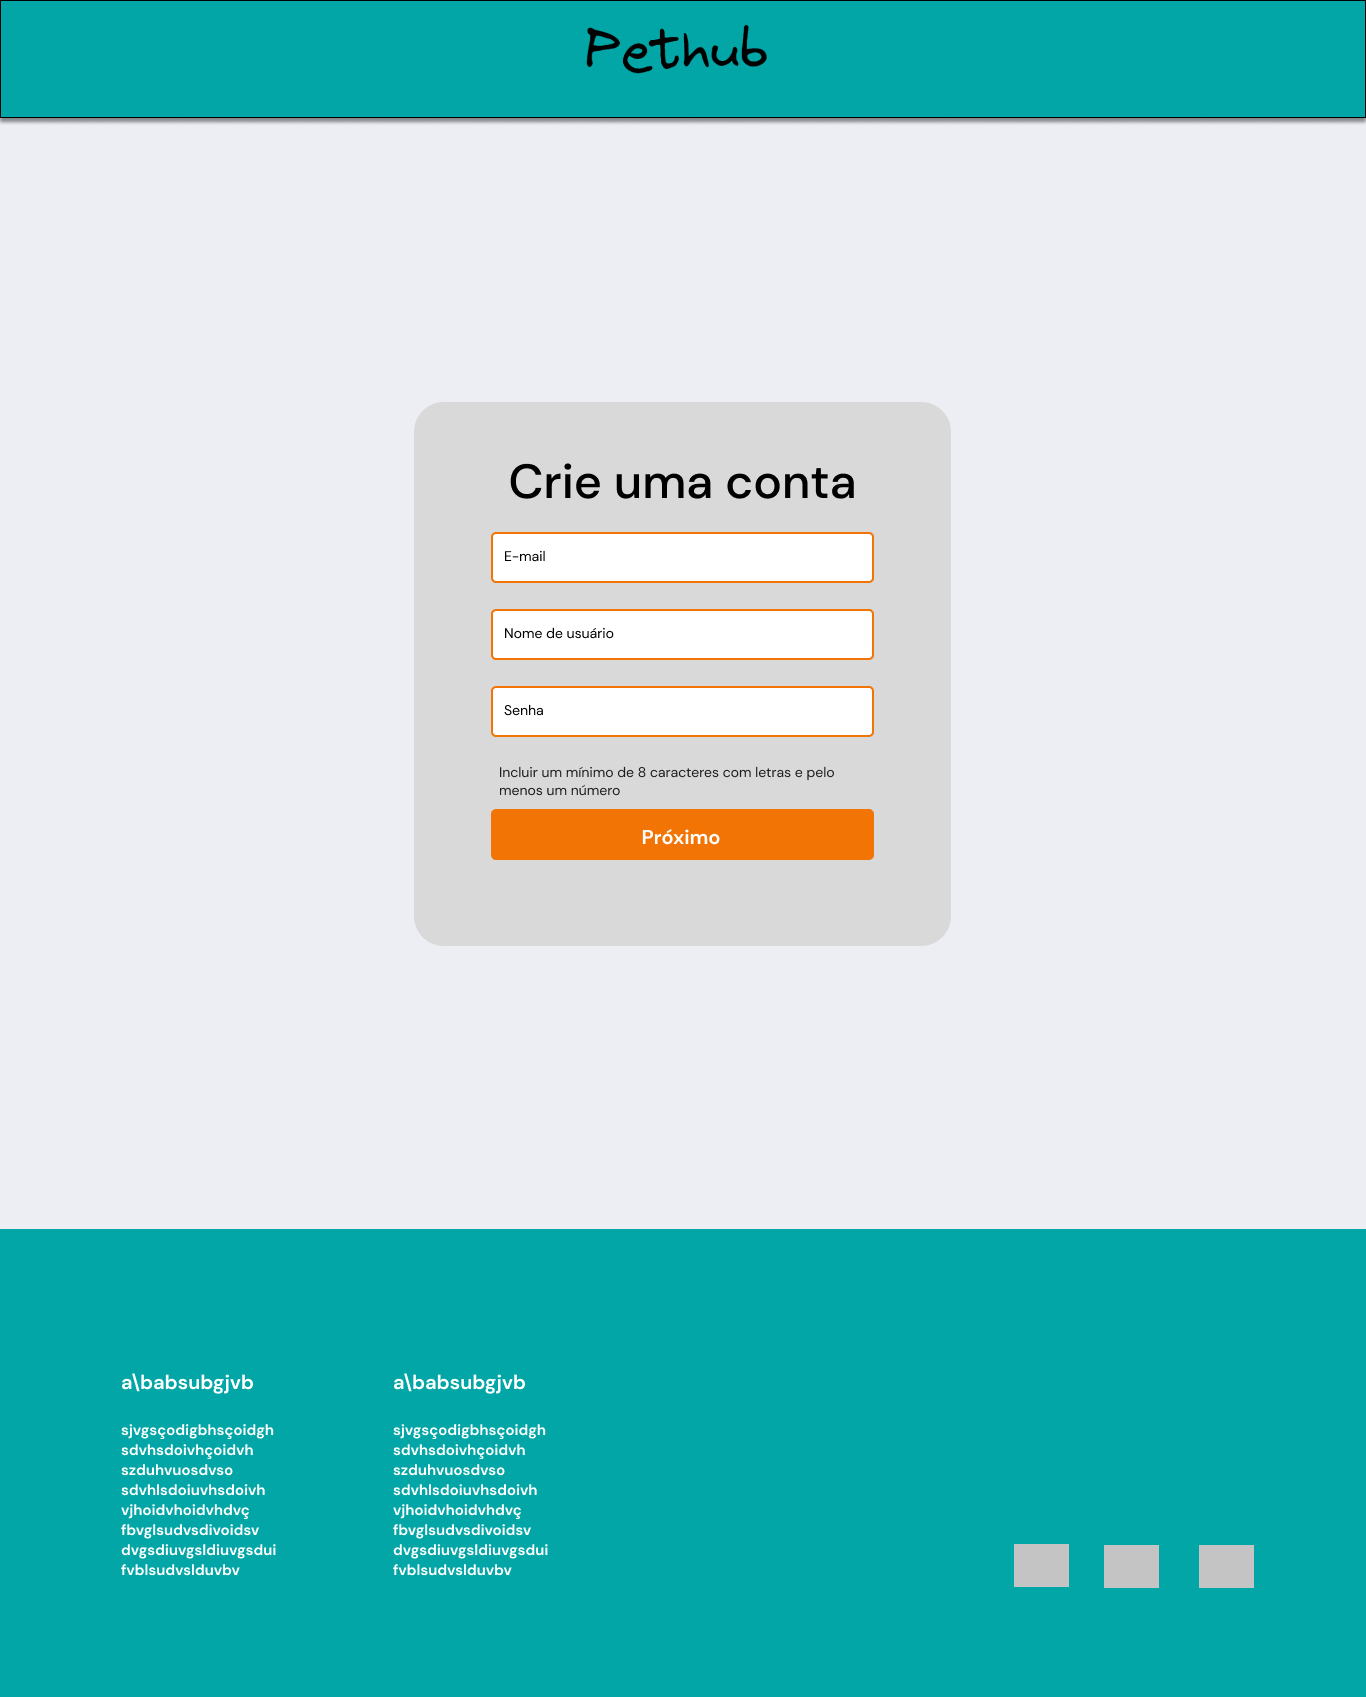 Pethub
Crie uma conta
E-mail
Nome de usuário
Senha
Incluir um mínimo de 8 caracteres com letras e pelo
menos um número
Próximo
a\babsubgjvb
sjvgsçodigbhsçoidgh
sdvhsdoivhçoidvh
szduhvuosdvso
sdvhlsdoiuvhsdoivh
vjhoidvhoidvhdvç
fbvglsudvsdivoidsv
dvgsdiuvgsldiuvgsdui
fvblsudvslduvbv
a\babsubgjvb
sjvgsçodigbhsçoidgh
sdvhsdoivhçoidvh
szduhvuosdvso
sdvhlsdoiuvhsdoivh
vjhoidvhoidvhdvç
fbvglsudvsdivoidsv
dvgsdiuvgsldiuvgsdui
fvblsudvslduvbv